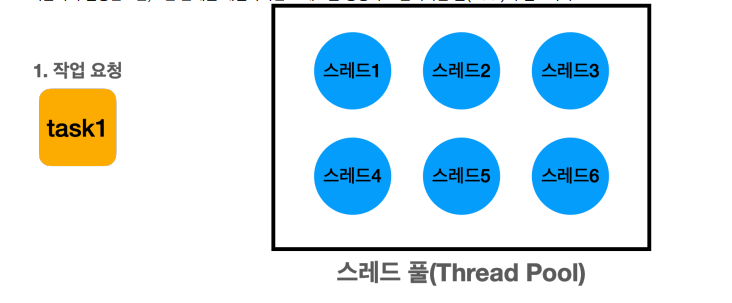 1. 작업 요청
task1
스레드1 스레드2 스레드3
스레드4 스레드5 스레드6
스레드 풀(Thread Pool)